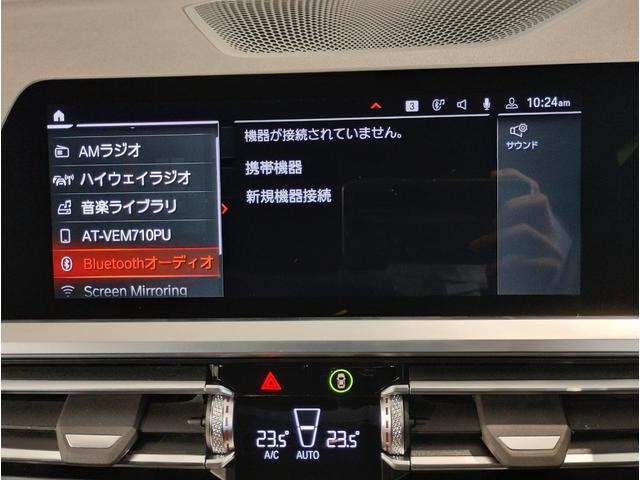 3
10:24am
AMラジオ
ハイウェイラジオ
音楽ライブラリ
AT-VEM710PU
Bluetoothオーディオ
Screen Mirroring
機器が接続されていません。
携帯機器
新規機器接続
サウンド
23.5° 23.5°
A/C AUTO